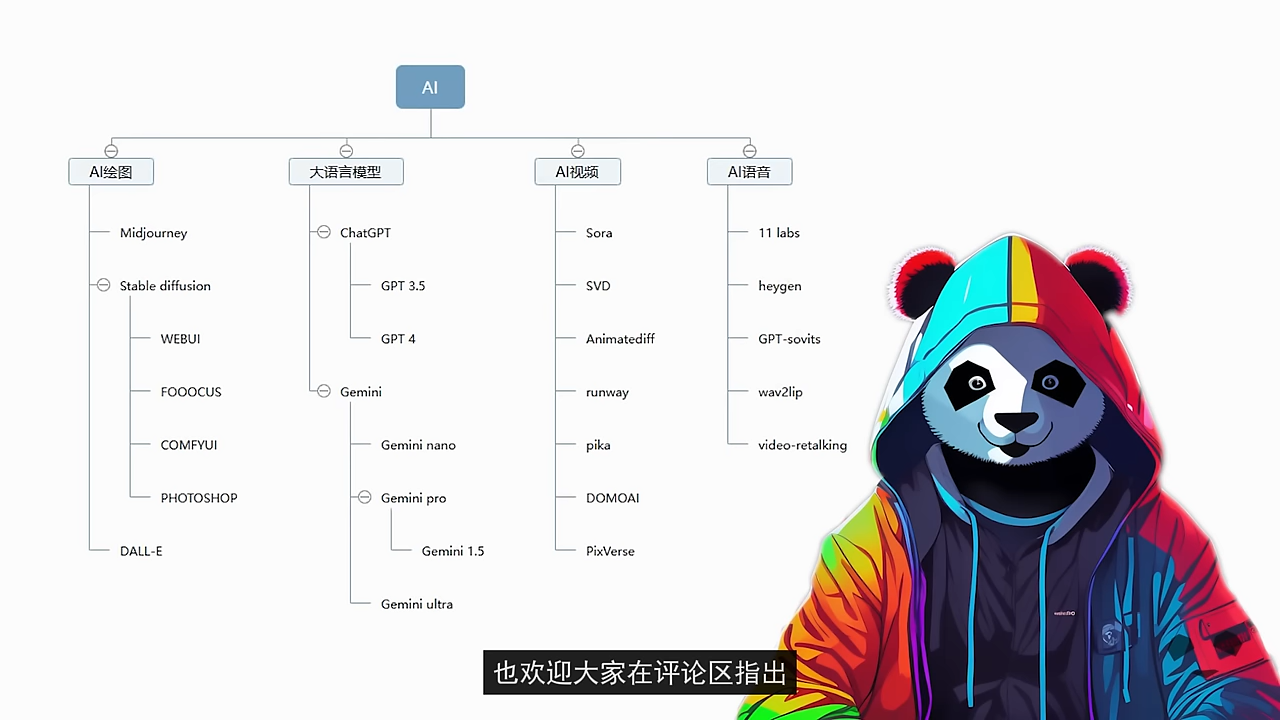 AI
AI绘图
Midjourney
Stable diffusion
WEBUI
FOOOCUS
COMFYUI
PHOTOSHOP
DALL-E
大语言模型
ChatGPT
GPT 3.5
GPT 4
Gemini
Gemini nano
Gemini pro
Gemini 1.5
Gemini ultra
AI视频
Sora
SVD
Animatediff
runway
pika
DOMOAI
PixVerse
AI语音
11 labs
heygen
GPT-sovits
wav2lip
video-retalking
也欢迎大家在评论区指出